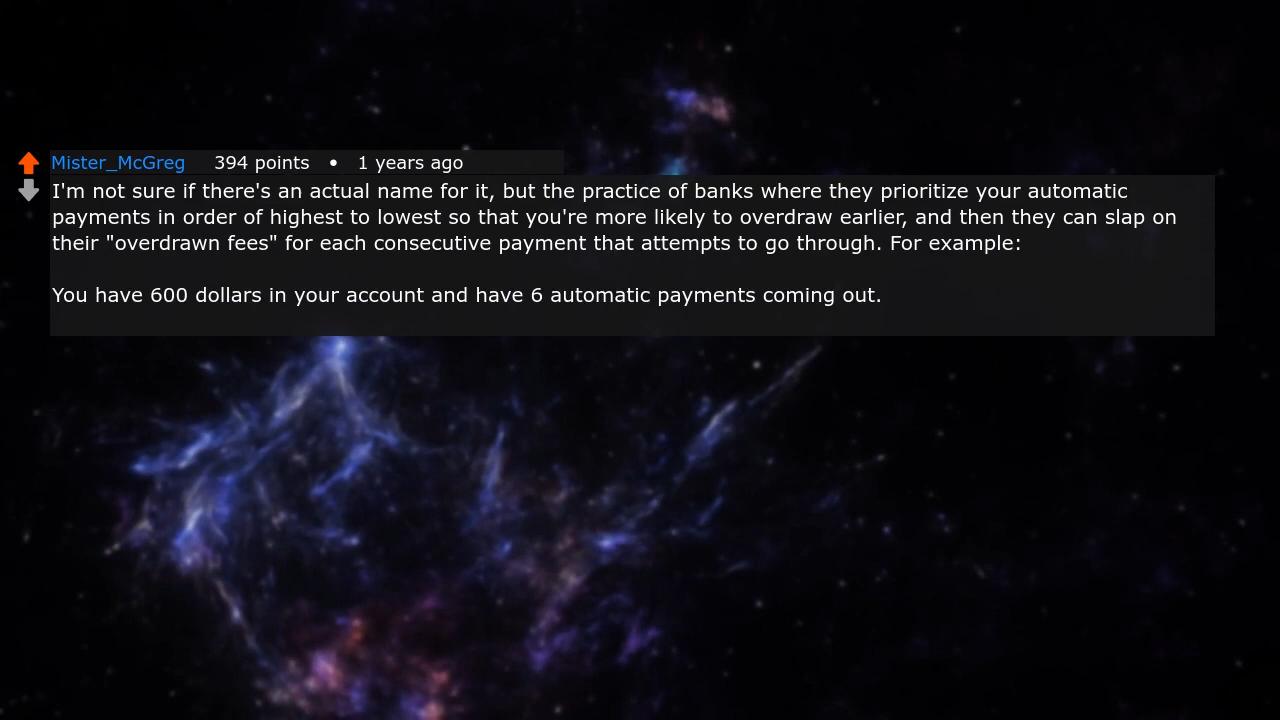 Mister_McGreg 394 points • 1 years ago
I'm not sure if there's an actual name for it, but the practice of banks where they prioritize your automatic
payments in order of highest to lowest so that you're more likely to overdraw earlier, and then they can slap on
their "overdrawn fees" for each consecutive payment that attempts to go through. For example:
You have 600 dollars in your account and have 6 automatic payments coming out.